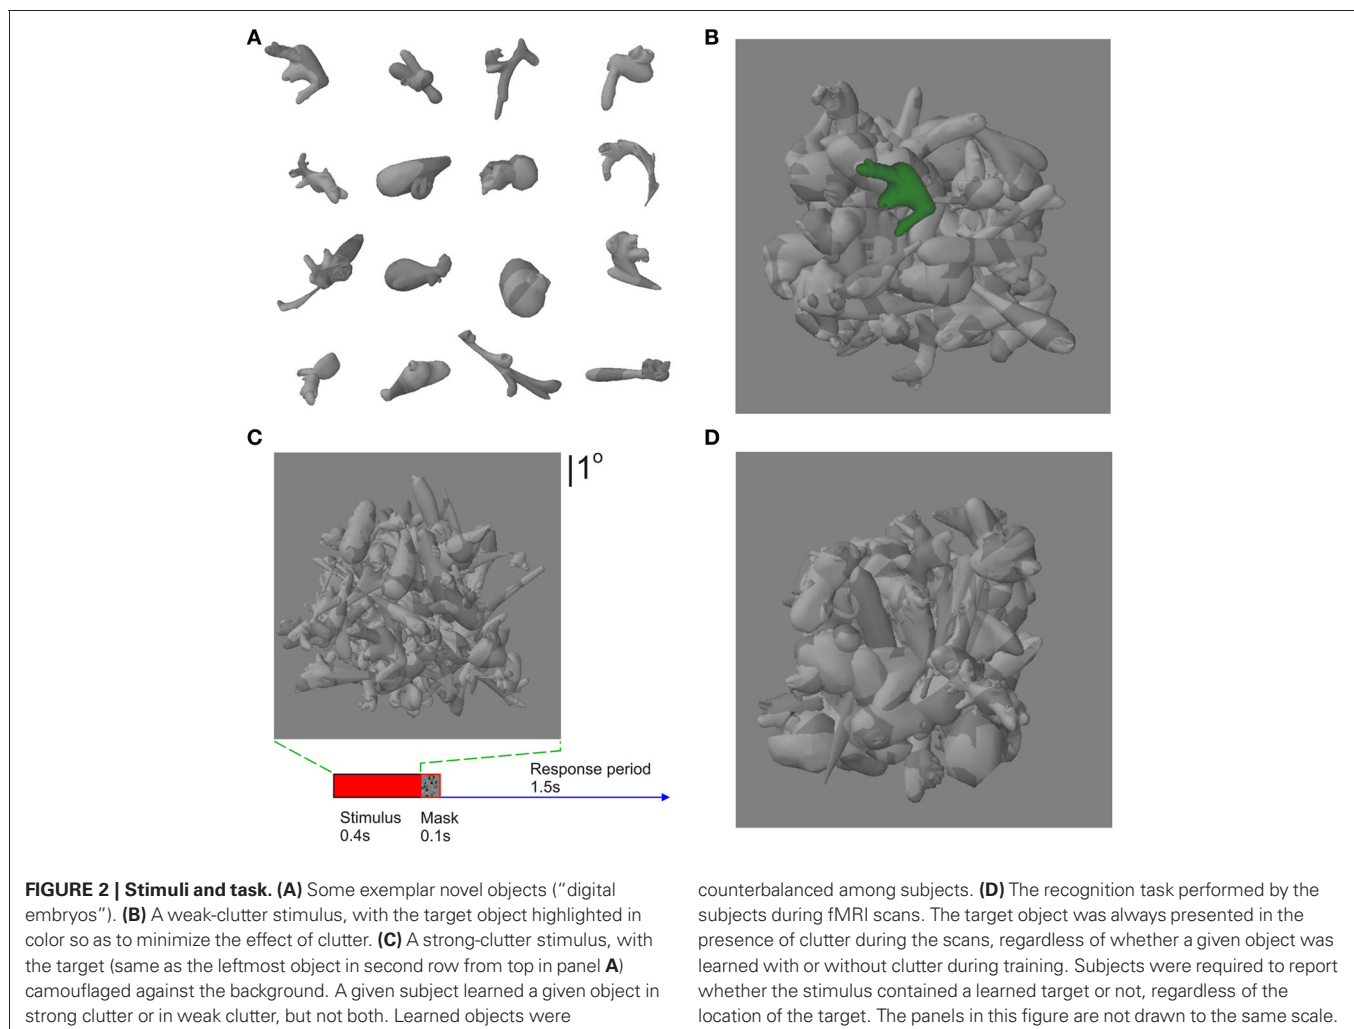 A
B
C
|1°
D
Response period
1.5s
Stimulus
0.4s
Mask
0.1s
FIGURE 2 | Stimuli and task. (A) Some exemplar novel objects (“digital
embryos”). (B) A weak-clutter stimulus, with the target object highlighted in
color so as to minimize the effect of clutter. (C) A strong-clutter stimulus, with
the target (same as the leftmost object in second row from top in panel A)
camouflaged against the background. A given subject learned a given object in
strong clutter or in weak clutter, but not both. Learned objects were
counterbalanced among subjects. (D) The recognition task performed by the
subjects during fMRI scans. The target object was always presented in the
presence of clutter during the scans, regardless of whether a given object was
learned with or without clutter during training. Subjects were required to report
whether the stimulus contained a learned target or not, regardless of the
location of the target. The panels in this figure are not drawn to the same scale.